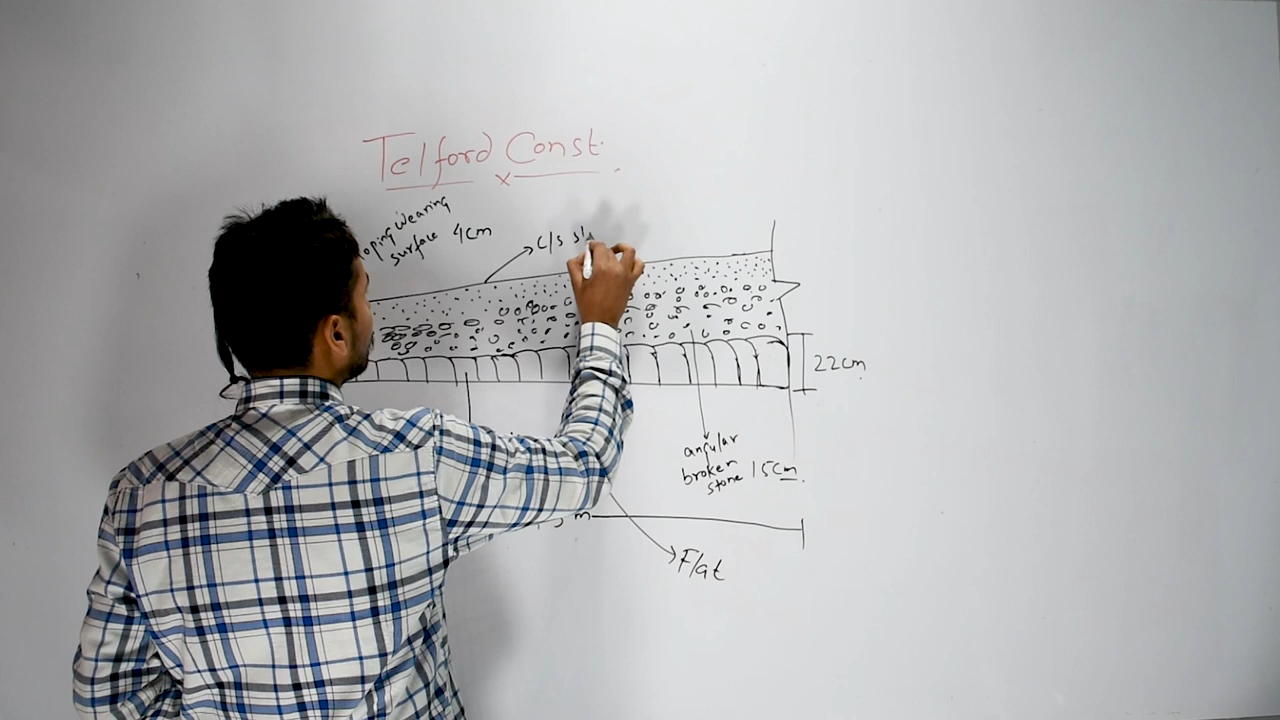 Telford Const.
wearing
surface 4cm
c/s
22cm
angular
broken
stone 15cm.
m
Flat